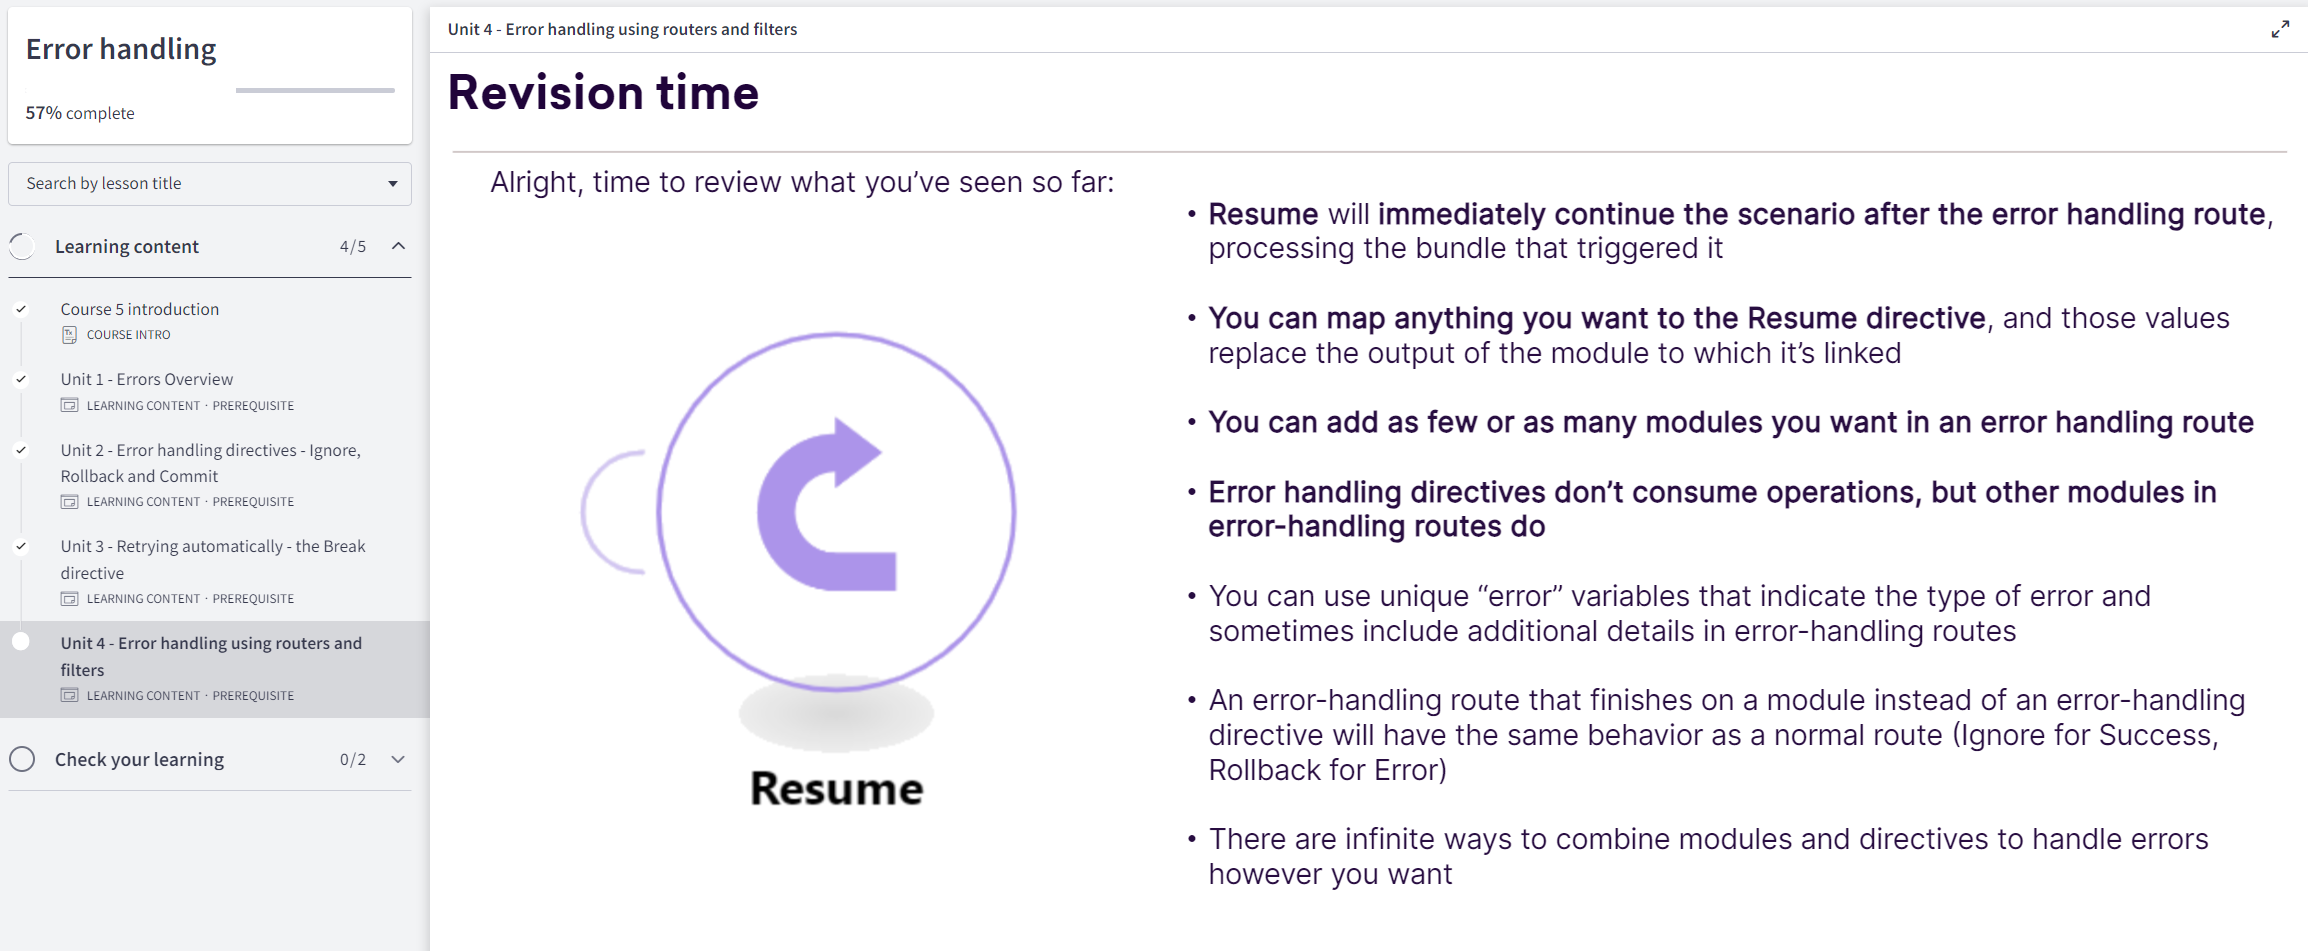 Error handling
57% complete
Search by lesson title
Learning content 4/5
Course 5 introduction
COURSE INTRO
Unit 1 - Errors Overview
LEARNING CONTENT · PREREQUISITE
Unit 2 - Error handling directives - Ignore,
Rollback and Commit
LEARNING CONTENT · PREREQUISITE
Unit 3 - Retrying automatically - the Break
directive
LEARNING CONTENT · PREREQUISITE
Unit 4 - Error handling using routers and
filters
LEARNING CONTENT · PREREQUISITE
Check your learning 0/2
Unit 4 - Error handling using routers and filters
Revision time
Alright, time to review what you’ve seen so far:
Resume
• Resume will immediately continue the scenario after the error handling route,
processing the bundle that triggered it
• You can map anything you want to the Resume directive, and those values
replace the output of the module to which it’s linked
• You can add as few or as many modules you want in an error handling route
• Error handling directives don’t consume operations, but other modules in
error-handling routes do
• You can use unique “error” variables that indicate the type of error and
sometimes include additional details in error-handling routes
• An error-handling route that finishes on a module instead of an error-handling
directive will have the same behavior as a normal route (Ignore for Success,
Rollback for Error)
• There are infinite ways to combine modules and directives to handle errors
however you want